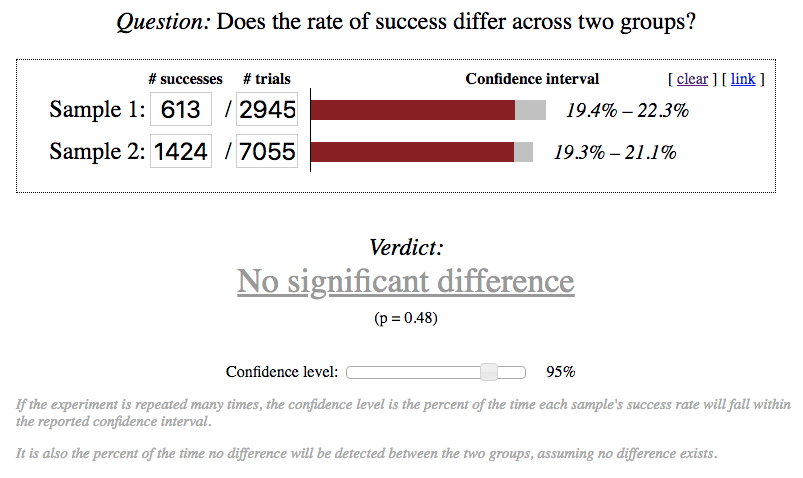 Question: Does the rate of success differ across two groups?
# successes # trials Confidence interval [ clear ] [ link ]
Sample 1: 613 / 2945 19.4% – 22.3%
Sample 2: 1424 / 7055 19.3% – 21.1%
Verdict:
No significant difference
(p = 0.48)
Confidence level: 95%
If the experiment is repeated many times, the confidence level is the percent of the time each sample's success rate will fall within
the reported confidence interval.
It is also the percent of the time no difference will be detected between the two groups, assuming no difference exists.